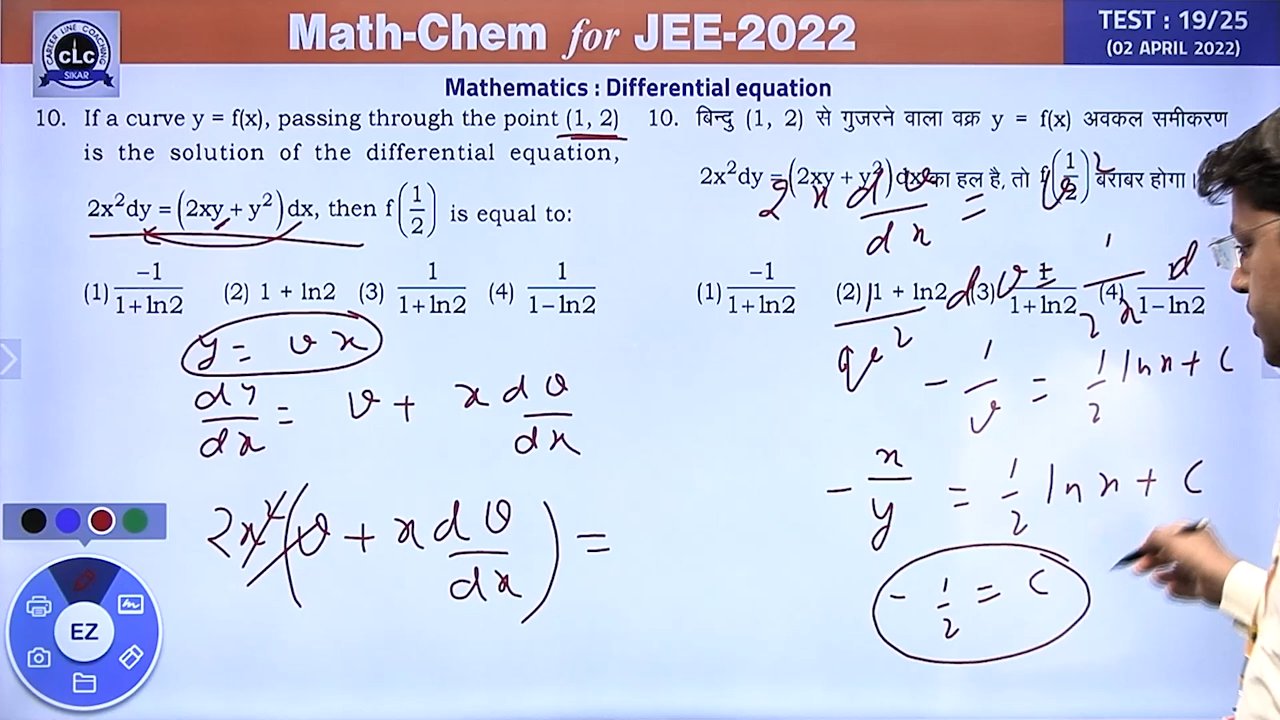 CAREER LINE COACHING
CLC
SIKAR
Math-Chem for JEE-2022
TEST : 19/25
(02 APRIL 2022)
Mathematics : Differential equation
10. If a curve y = f(x), passing through the point (1, 2)
is the solution of the differential equation,
2x²dy = (2xy + y²)dx, then f(1/2) is equal to:
(1) -1/(1+ln2) (2) 1 + ln2 (3) 1/(1+ln2) (4) 1/(1-ln2)
10. बिन्दु (1, 2) से गुजरने वाला वक्र y = f(x) अवकल समीकरण
2x²dy = (2xy + y²)dx का हल है, तो f(1/2) बराबर होगा।
(1) -1/(1+ln2) (2) 1 + ln2 (3) 1/(1+ln2) (4) 1/(1-ln2)
y = vx
dy/dx = v + x dv/dx
2x²(v + x dv/dx) =
2x dv/dx = v²
-1/v = 1/2 ln x + C
-x/y = 1/2 ln x + C
-1/2 = C
EZ